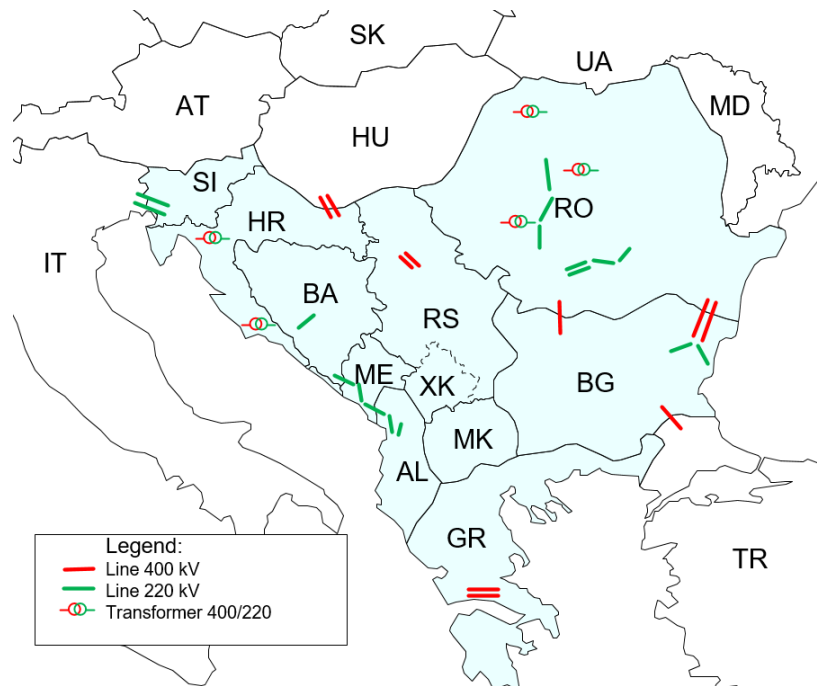 SK
UA
AT
MD
HU
SI
RO
HR
IT
BA
RS
ME
XK
BG
MK
AL
GR
TR
Legend:
Line 400 kV
Line 220 kV
Transformer 400/220